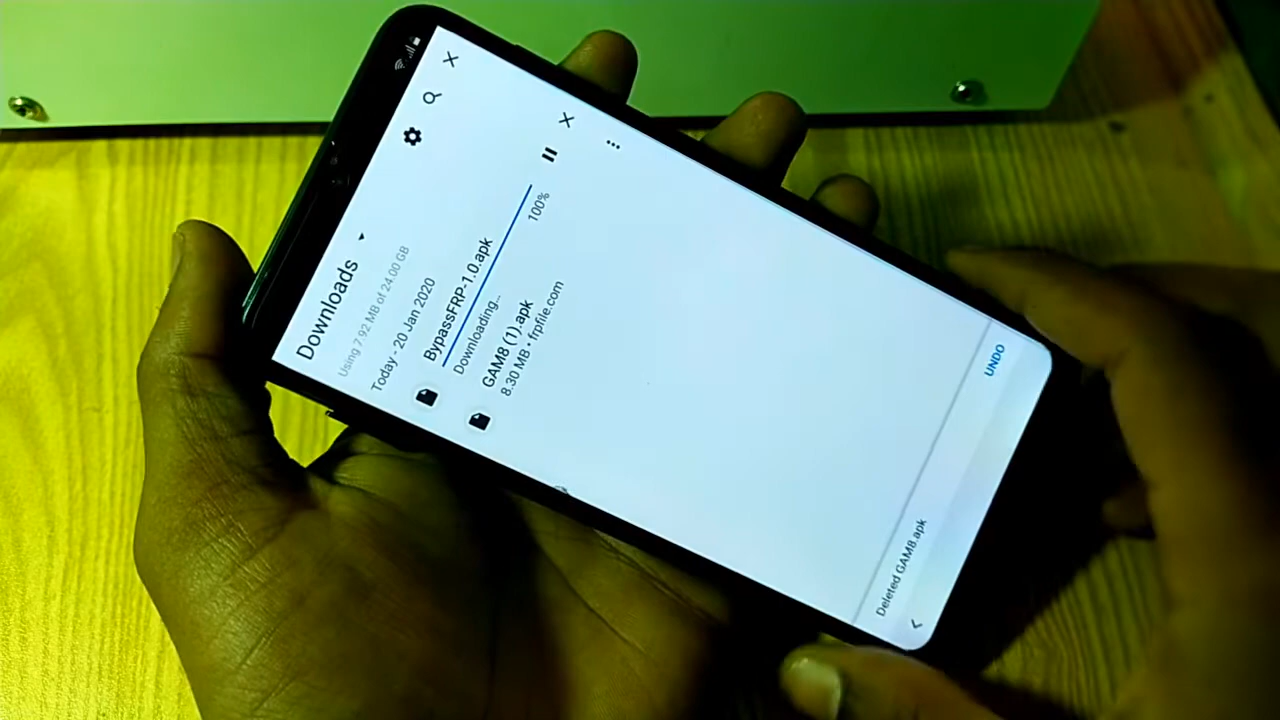 Downloads
Using 7.92 MB of 24.00 GB
Today - 20 Jan 2020
BypassFRP-1.0.apk
Downloading... 100%
GAM8 (1).apk
8.30 MB • frpfile.com
Deleted GAM8.apk UNDO